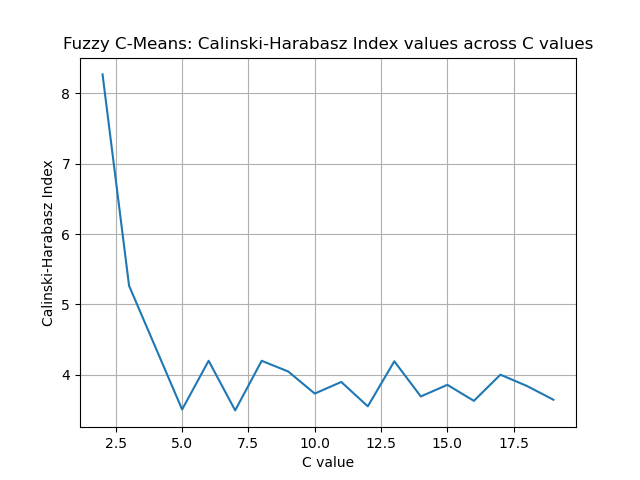 Fuzzy C-Means: Calinski-Harabasz Index values across C values
8
7
6
5
4
Calinski-Harabasz Index
2.5 5.0 7.5 10.0 12.5 15.0 17.5
C value